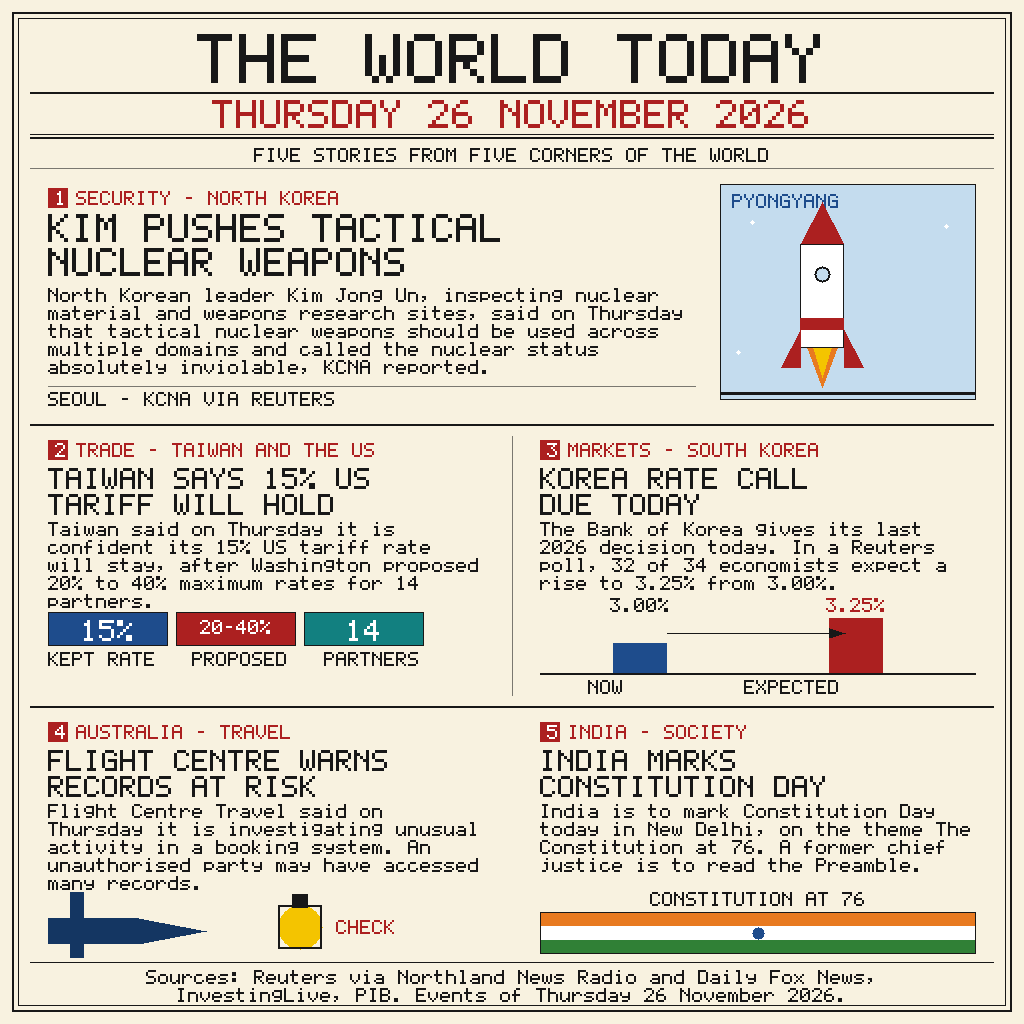 THE WORLD TODAY
THURSDAY 26 NOVEMBER 2026
FIVE STORIES FROM FIVE CORNERS OF THE WORLD
1 SECURITY - NORTH KOREA
KIM PUSHES TACTICAL
NUCLEAR WEAPONS
North Korean leader Kim Jong Un, inspecting nuclear
material and weapons research sites, said on Thursday
that tactical nuclear weapons should be used across
multiple domains and called the nuclear status
absolutely inviolable, KCNA reported.
SEOUL - KCNA VIA REUTERS
PYONGYANG
2 TRADE - TAIWAN AND THE US
TAIWAN SAYS 15% US
TARIFF WILL HOLD
Taiwan said on Thursday it is
confident its 15% US tariff rate
will stay, after Washington proposed
20% to 40% maximum rates for 14
partners.
15% 20-40% 14
KEPT RATE PROPOSED PARTNERS
3 MARKETS - SOUTH KOREA
KOREA RATE CALL
DUE TODAY
The Bank of Korea gives its last
2026 decision today. In a Reuters
poll, 32 of 34 economists expect a
rise to 3.25% from 3.00%.
3.00% 3.25%
NOW EXPECTED
4 AUSTRALIA - TRAVEL
FLIGHT CENTRE WARNS
RECORDS AT RISK
Flight Centre Travel said on
Thursday it is investigating unusual
activity in a booking system. An
unauthorised party may have accessed
many records.
CHECK
5 INDIA - SOCIETY
INDIA MARKS
CONSTITUTION DAY
India is to mark Constitution Day
today in New Delhi, on the theme The
Constitution at 76. A former chief
justice is to read the Preamble.
CONSTITUTION AT 76
Sources: Reuters via Northland News Radio and Daily Fox News,
InvestingLive, PIB. Events of Thursday 26 November 2026.